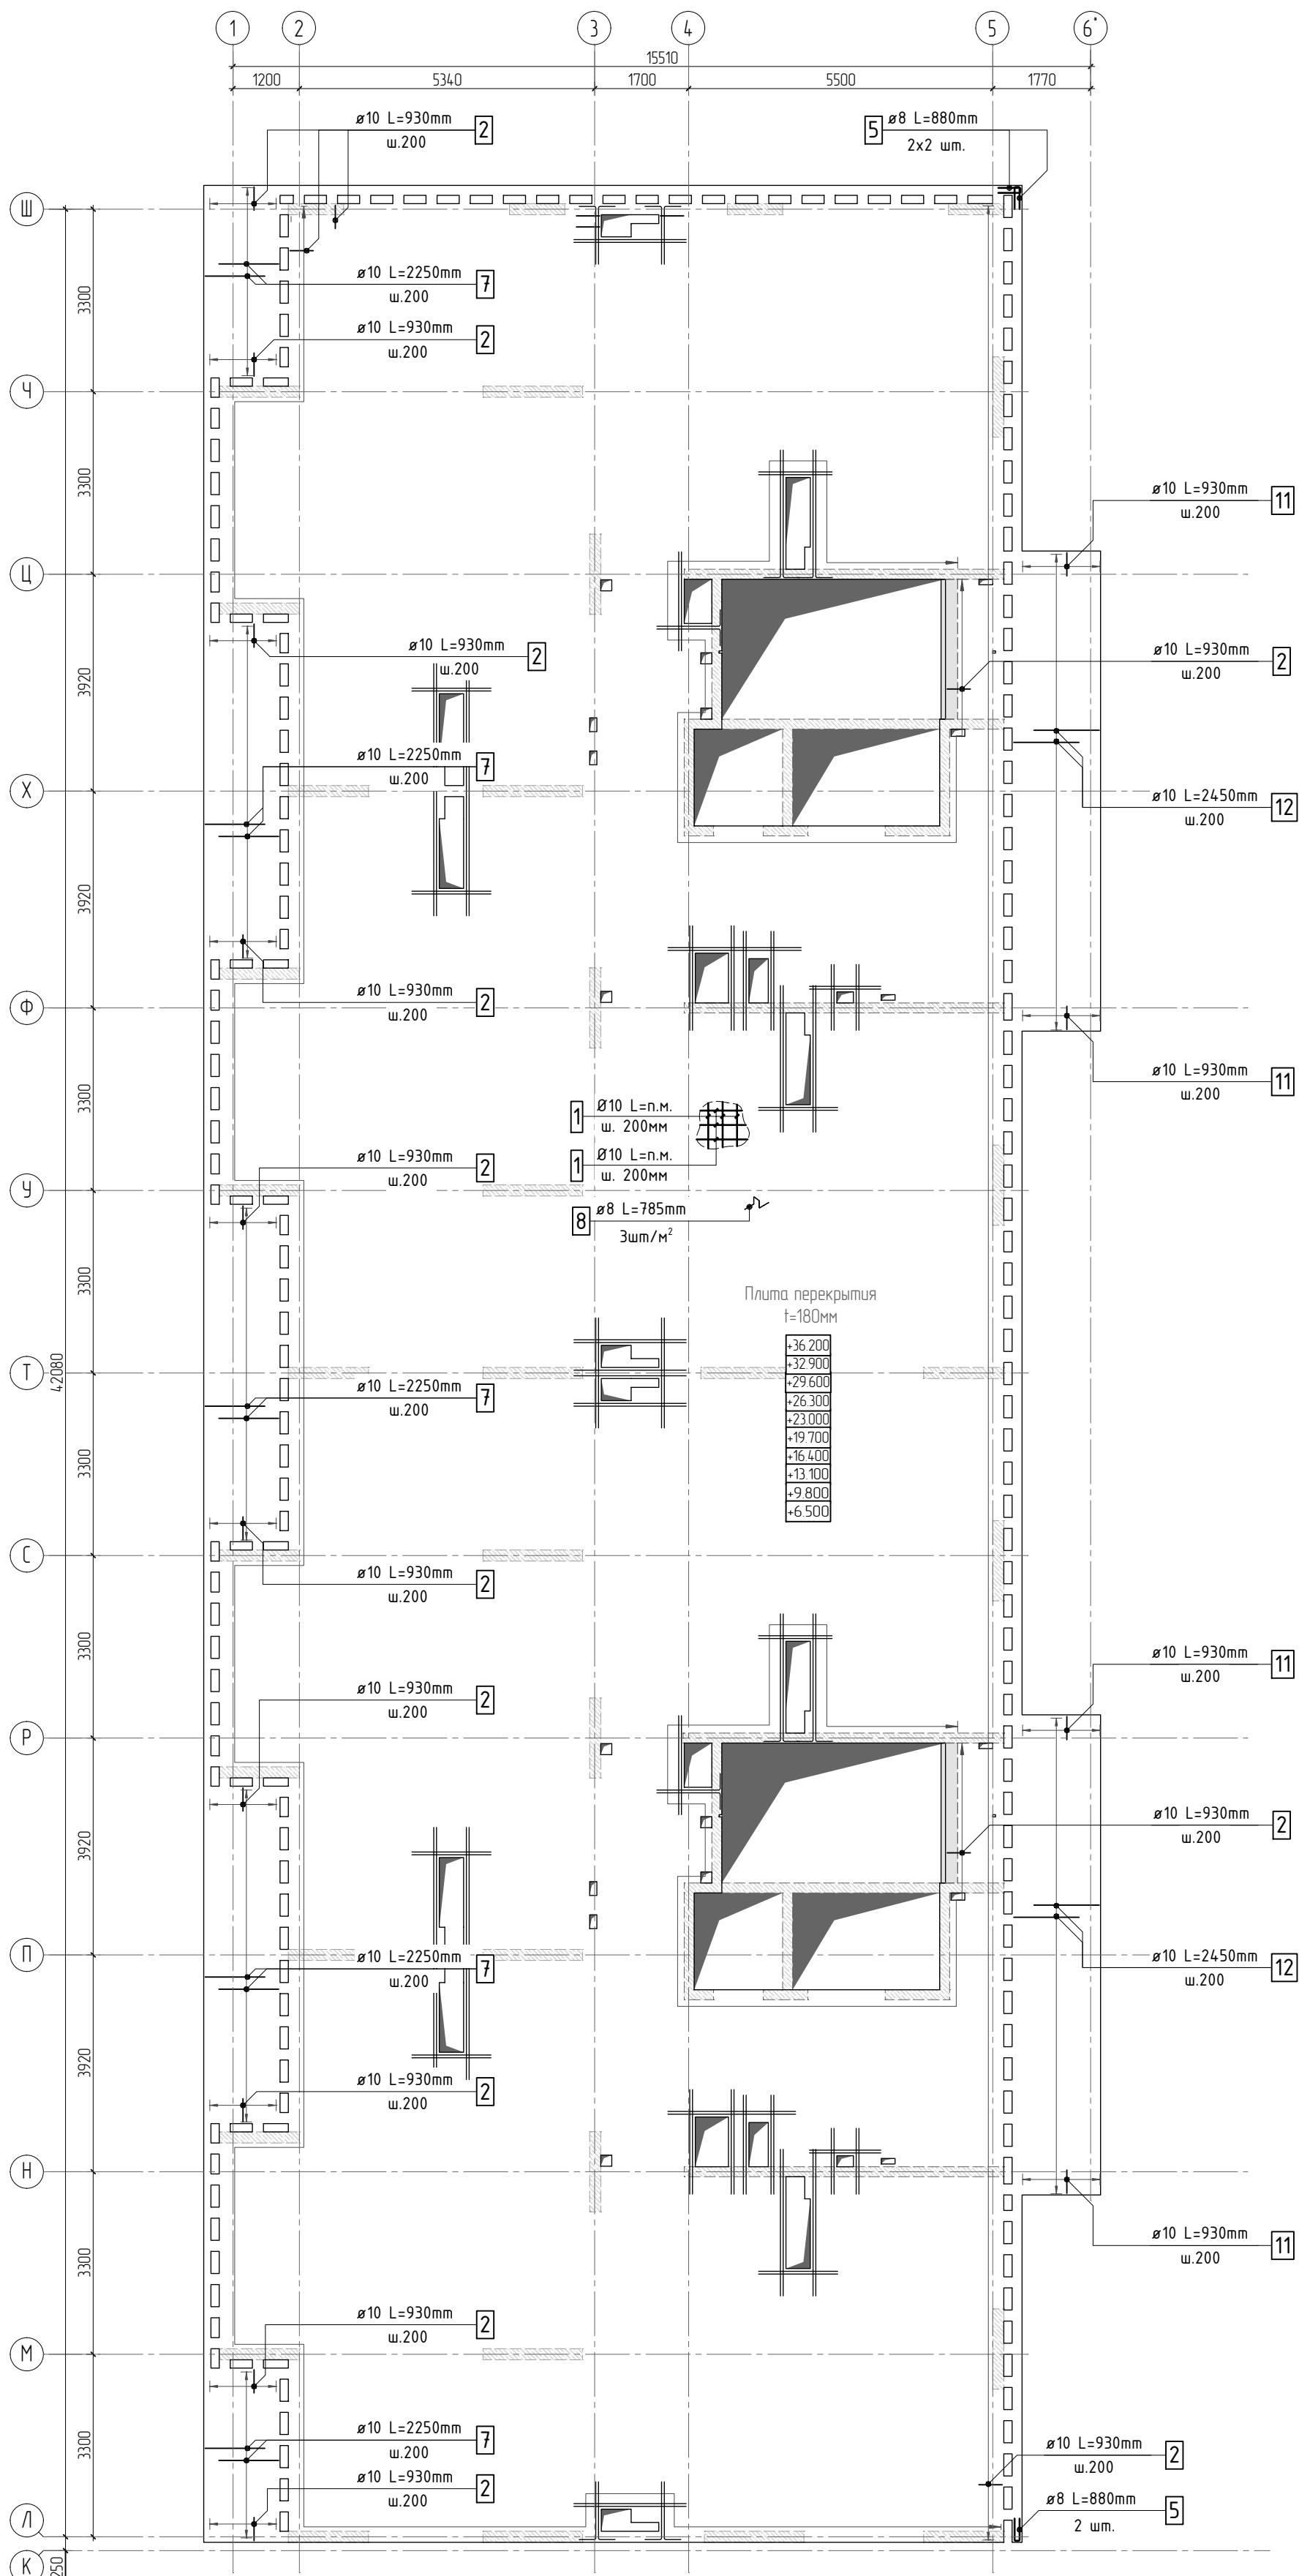 1
2
3
4
5
6*
15510
1200
5340
1700
5500
1770
ø10 L=930mm
ш.200
2
5
ø8 L=880mm
2x2 шт.
Ш
ø10 L=2250mm
ш.200
7
3300
ø10 L=930mm
ш.200
2
Ч
3300
ø10 L=930mm
ш.200
11
Ц
ø10 L=930mm
ш.200
2
ø10 L=930mm
ш.200
2
3920
ø10 L=2250mm
ш.200
7
Х
ø10 L=2450mm
ш.200
12
3920
ø10 L=930mm
ш.200
2
Ф
ø10 L=930mm
ш.200
11
3300
1
Ø10 L=п.м.
ш. 200мм
1
Ø10 L=п.м.
ш. 200мм
ø10 L=930mm
ш.200
2
У
8
ø8 L=785mm
3шт/м²
3300
Плита перекрытия
t=180мм
+36.200
+32.900
+29.600
+26.300
+23.000
+19.700
+16.400
+13.100
+9.800
+6.500
Т
42080
ø10 L=2250mm
ш.200
7
3300
С
ø10 L=930mm
ш.200
2
3300
ø10 L=930mm
ш.200
11
ø10 L=930mm
ш.200
2
Р
3920
ø10 L=930mm
ш.200
2
П
ø10 L=2250mm
ш.200
7
ø10 L=2450mm
ш.200
12
3920
ø10 L=930mm
ш.200
2
Н
ø10 L=930mm
ш.200
11
3300
ø10 L=930mm
ш.200
2
М
3300
ø10 L=2250mm
ш.200
7
ø10 L=930mm
ш.200
2
ø10 L=930mm
ш.200
2
ø8 L=880mm
2 шт.
5
Л
К
250